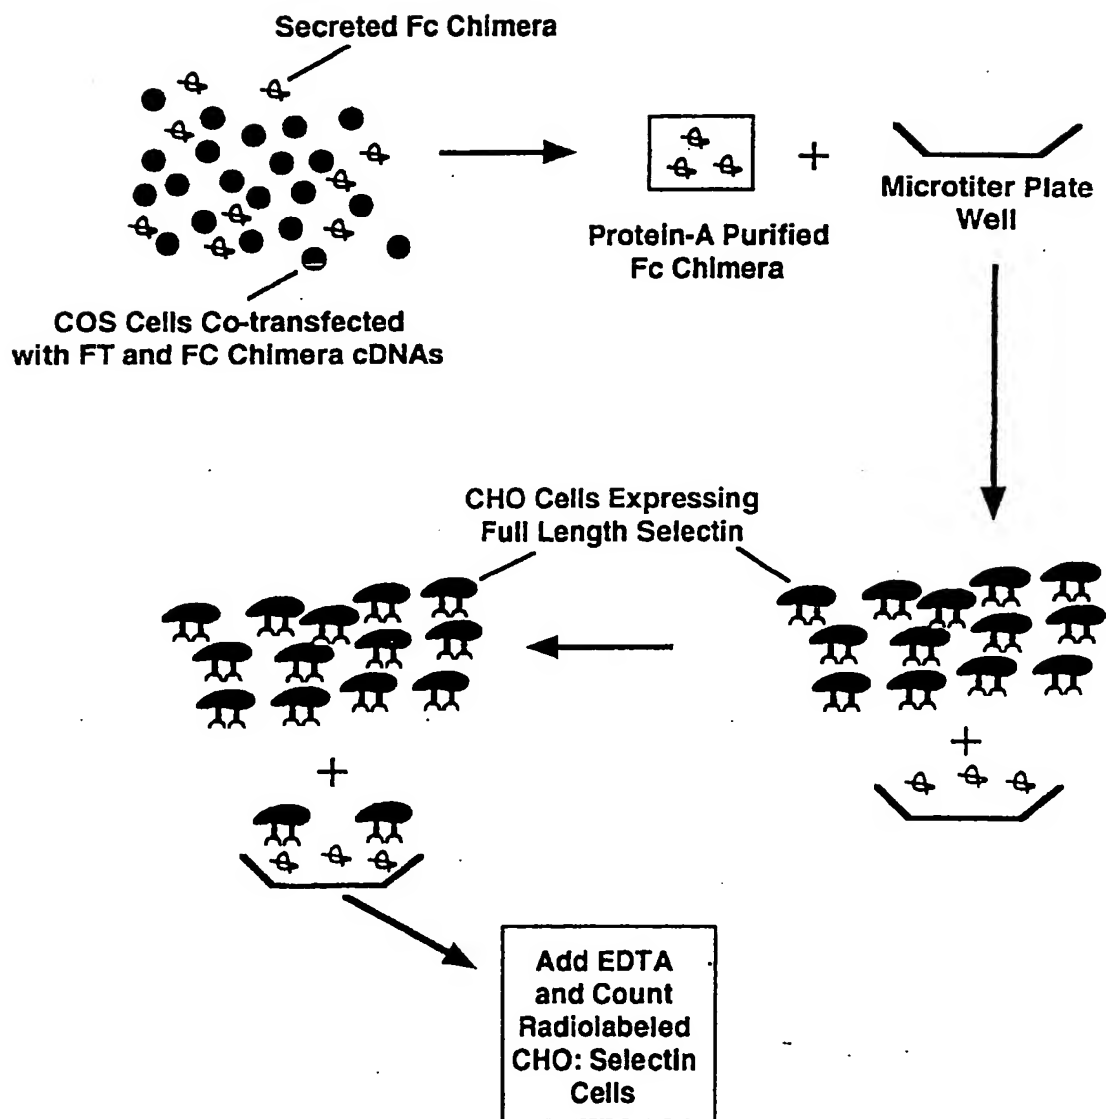 Secreted Fc Chimera
COS Cells Co-transfected
with FT and FC Chimera cDNAs
Protein-A Purified
Fc Chimera
+
Microtiter Plate
Well
CHO Cells Expressing
Full Length Selectin
+
+
Add EDTA
and Count
Radiolabeled
CHO: Selectin
Cells